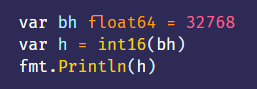 var bh float64 = 32768
var h = int16(bh)
fmt.Println(h)